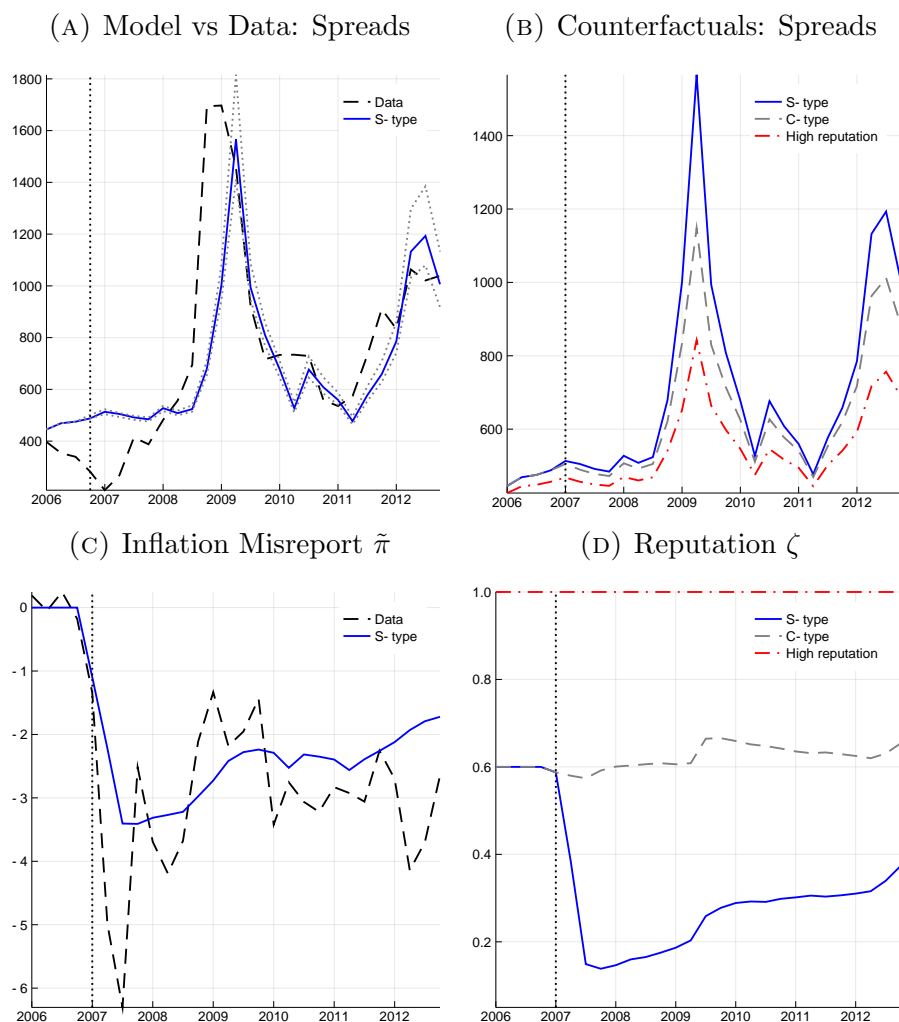 (A) Model vs Data: Spreads
1800
1600
1400
1200
1000
800
600
400
2006 2007 2008 2009 2010 2011 2012
Data
S- type
(B) Counterfactuals: Spreads
1400
1200
1000
800
600
2006 2007 2008 2009 2010 2011 2012
S- type
C- type
High reputation
(C) Inflation Misreport π̃
0
- 1
- 2
- 3
- 4
- 5
- 6
2006 2007 2008 2009 2010 2011 2012
Data
S- type
(D) Reputation ζ
1.0
0.8
0.6
0.4
0.2
2006 2007 2008 2009 2010 2011 2012
S- type
C- type
High reputation